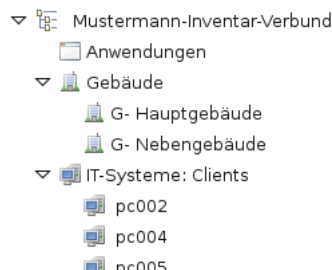 Mustermann-Inventar-Verbund
Anwendungen
Gebäude
G- Hauptgebäude
G- Nebengebäude
IT-Systeme: Clients
pc002
pc004
pc005